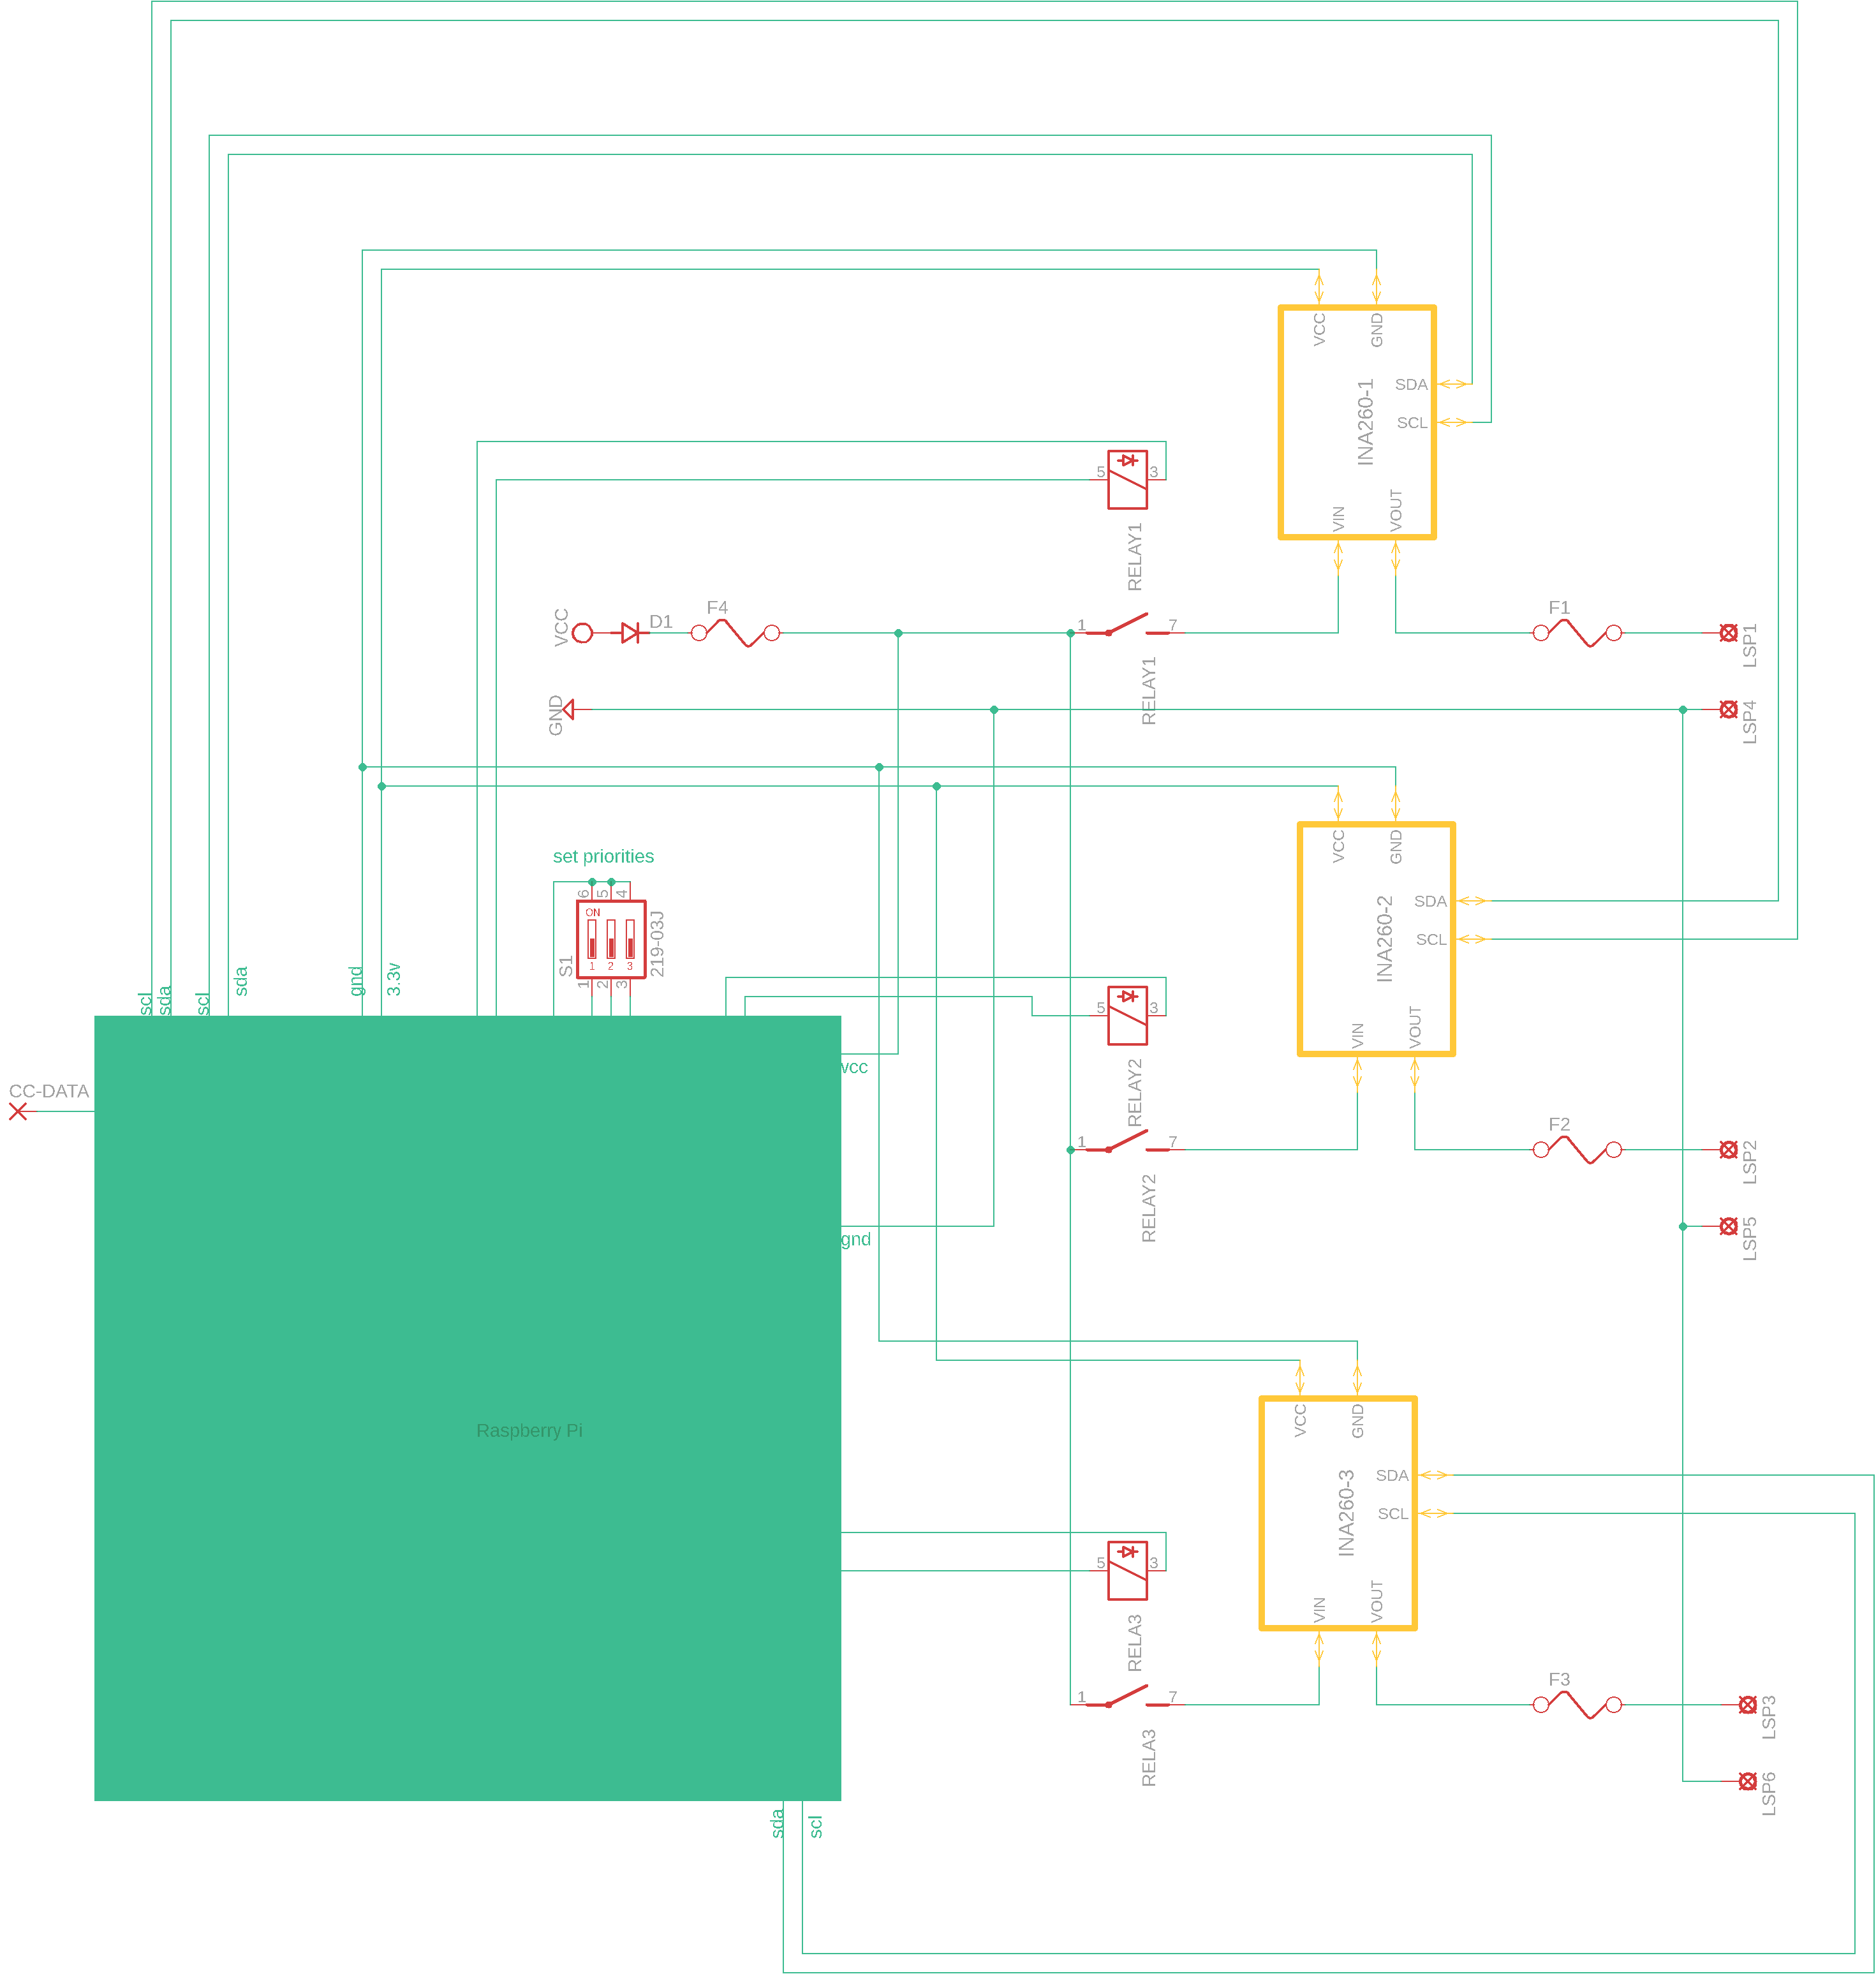 VCC
GND
SDA
SCL
INA260-1
VIN
VOUT
5
3
RELAY1
VCC
D1
F4
1
7
RELAY1
F1
LSP1
GND
LSP4
set priorities
6
5
4
ON
1
2
3
S1
219-03J
1
2
3
VCC
GND
SDA
SCL
INA260-2
VIN
VOUT
scl
sda
scl
sda
gnd
3.3v
5
3
RELAY2
vcc
CC-DATA
1
7
RELAY2
F2
LSP2
gnd
LSP5
Raspberry Pi
VCC
GND
SDA
SCL
INA260-3
VIN
VOUT
5
3
RELA3
1
7
RELA3
F3
LSP3
LSP6
sda
scl